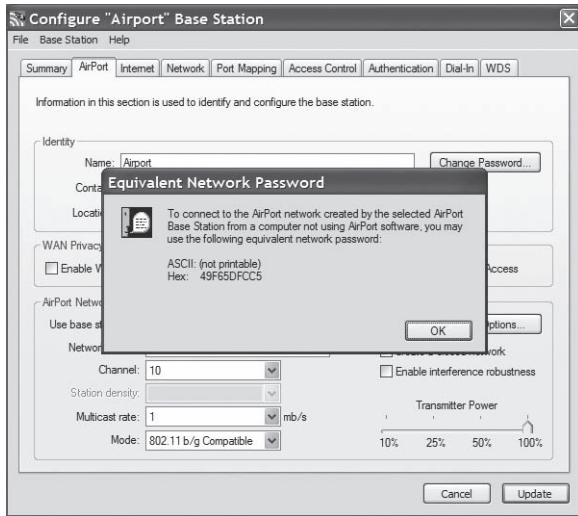 Configure "Airport" Base Station
File Base Station Help
Summary AirPort Internet Network Port Mapping Access Control Authentication Dial-In WDS
Information in this section is used to identify and configure the base station.
Identity
Name: Airport
Change Password...
Equivalent Network Password
To connect to the AirPort network created by the selected AirPort
Base Station from a computer not using AirPort software, you may
use the following equivalent network password:
ASCII: (not printable)
Hex: 49F65DFCC5
OK
WAN Privacy
Enable
Access
Use base
Channel: 10
network
Enable interference robustness
Station density:
Multicast rate: 1 mb/s
Transmitter Power
Mode: 802.11 b/g Compatible
10% 25% 50% 100%
Cancel Update